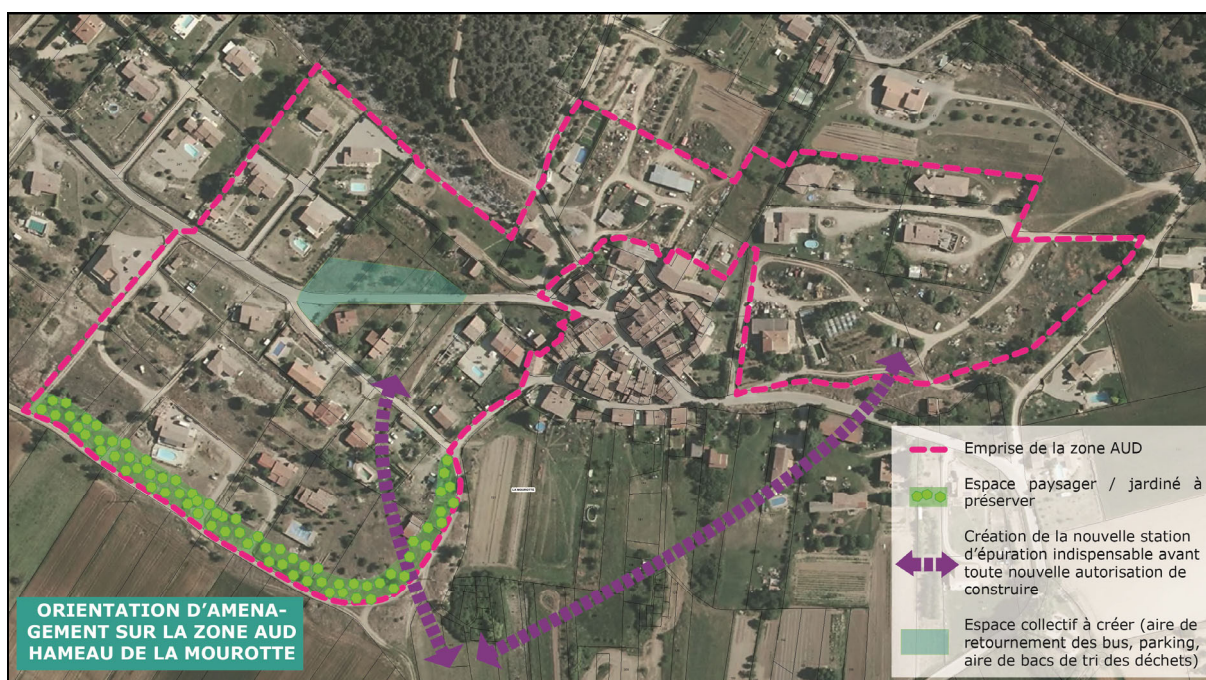 LA MOUROTTE
Emprise de la zone AUD
Espace paysager / jardiné à
préserver
Création de la nouvelle station
d'épuration indispensable avant
toute nouvelle autorisation de
construire
Espace collectif à créer (aire de
retournement des bus, parking,
aire de bacs de tri des déchets)
ORIENTATION D'AMENA-
GEMENT SUR LA ZONE AUD
HAMEAU DE LA MOUROTTE